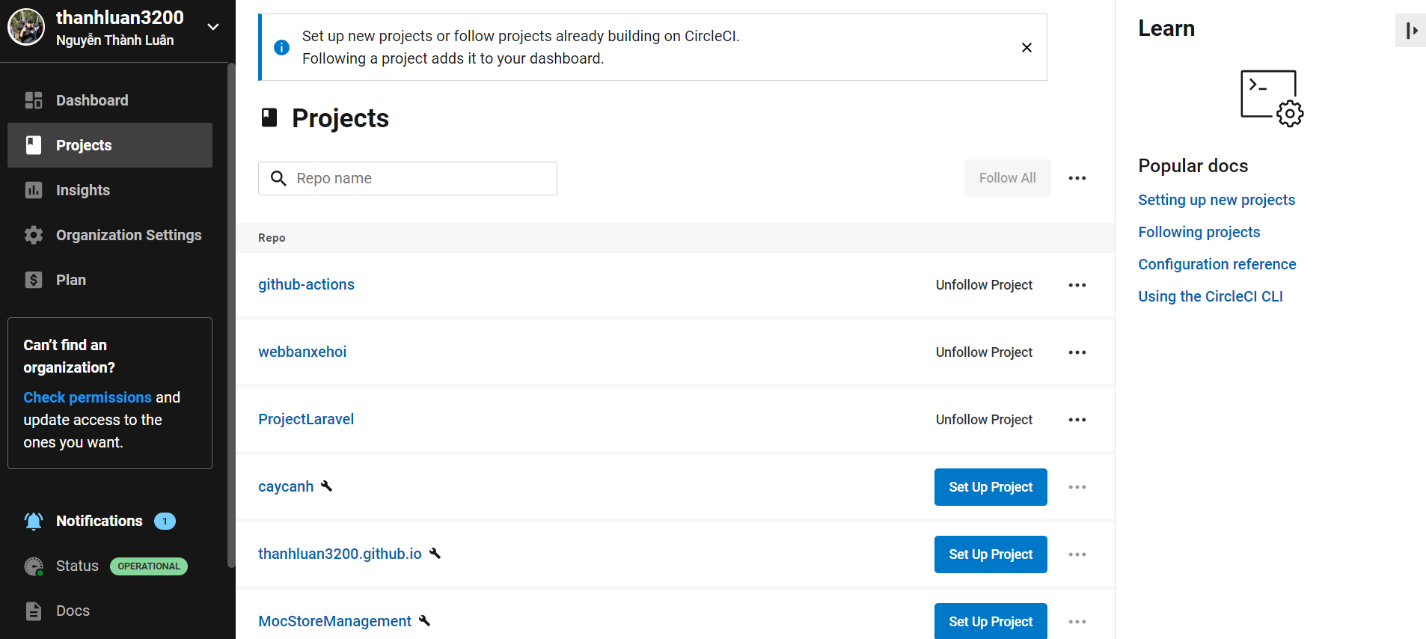 thanhluan3200
Nguyễn Thành Luân
Dashboard
Projects
Insights
Organization Settings
Plan
Can't find an
organization?
Check permissions and
update access to the
ones you want.
Notifications 1
Status OPERATIONAL
Docs
Set up new projects or follow projects already building on CircleCI.
Following a project adds it to your dashboard.
Projects
Repo name
Follow All
Repo
github-actions Unfollow Project
webbanxehoi Unfollow Project
ProjectLaravel Unfollow Project
caycanh Set Up Project
thanhluan3200.github.io Set Up Project
MocStoreManagement Set Up Project
Learn
Popular docs
Setting up new projects
Following projects
Configuration reference
Using the CircleCI CLI